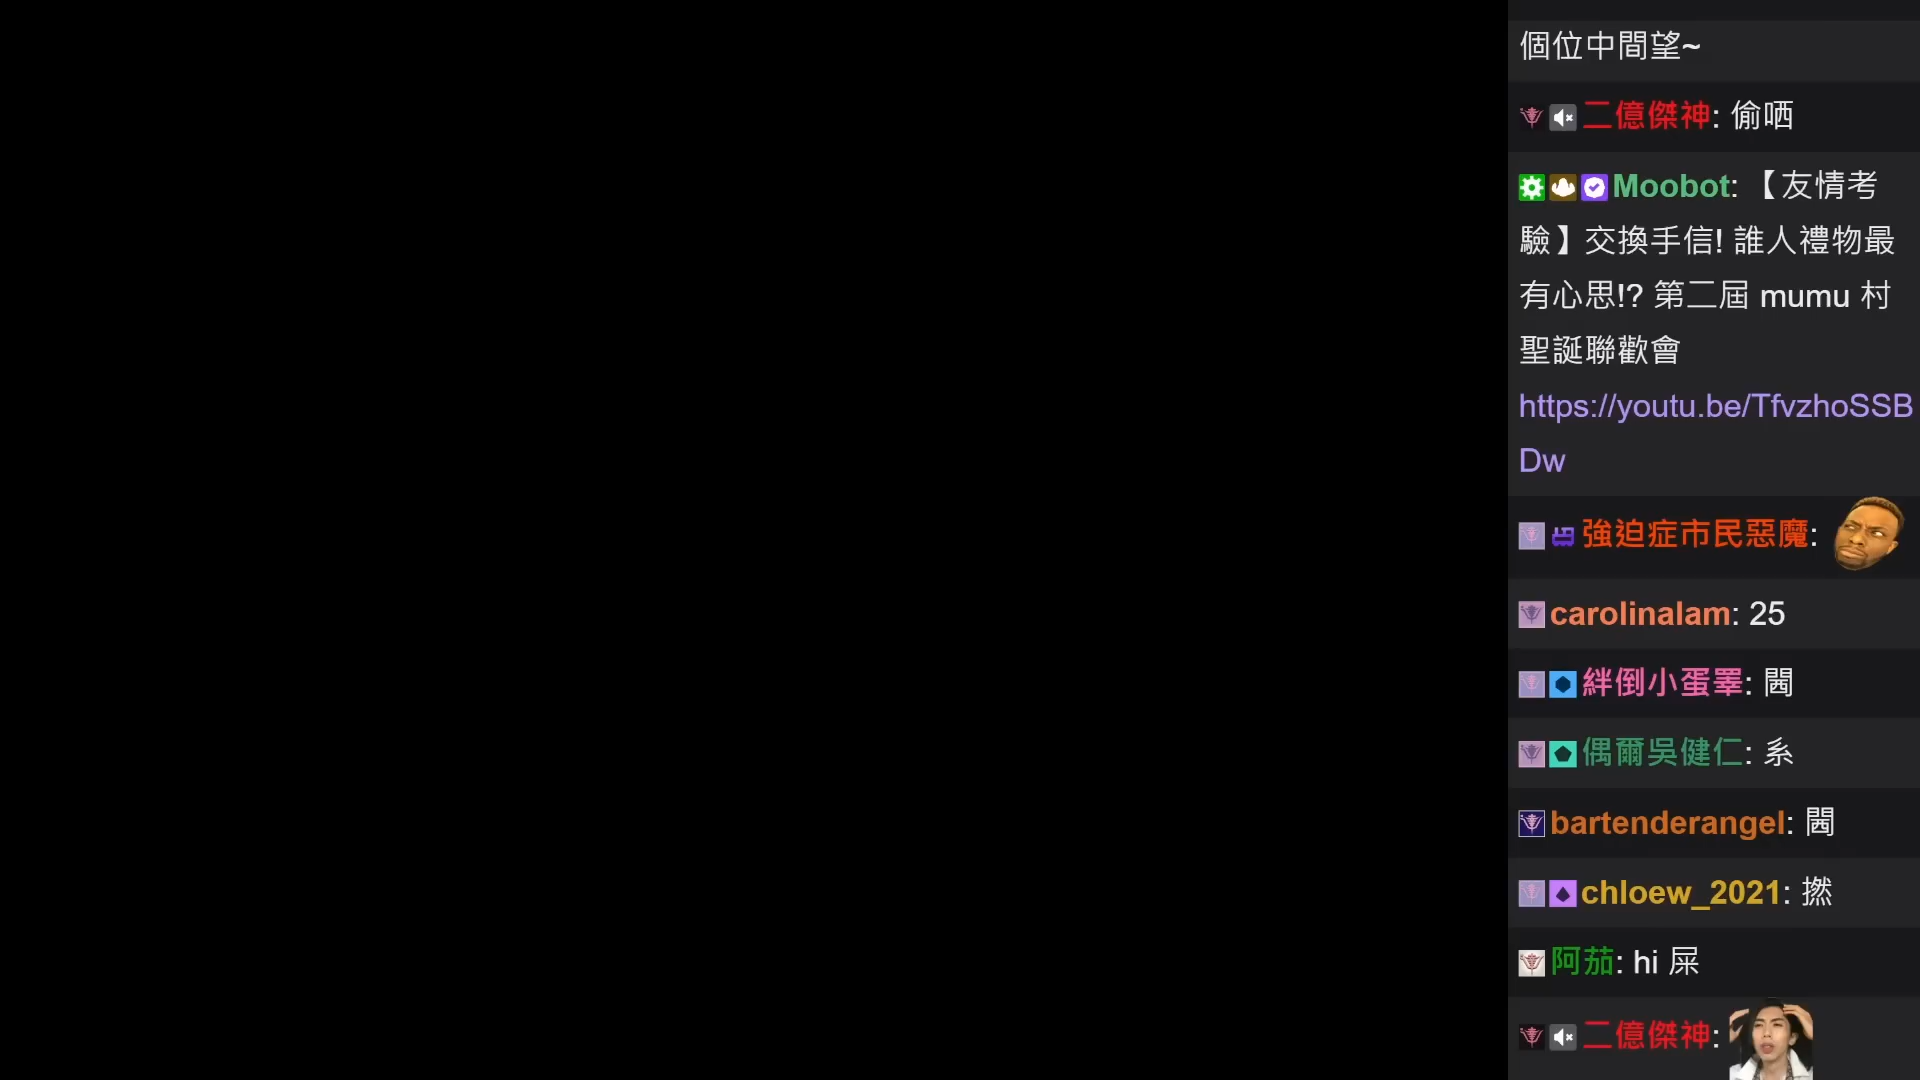 個位中間望~
二億傑神: 偷哂
Moobot: 【友情考
驗】交換手信! 誰人禮物最
有心思!? 第二屆 mumu 村
聖誕聯歡會
https://youtu.be/TfvzhoSSB
Dw
強迫症市民惡魔:
carolinalam: 25
絆倒小蛋睪: 閪
偶爾吳健仁: 糸
bartenderangel: 閪
chloew_2021: 撚
阿茄: hi 屎
二億傑神: